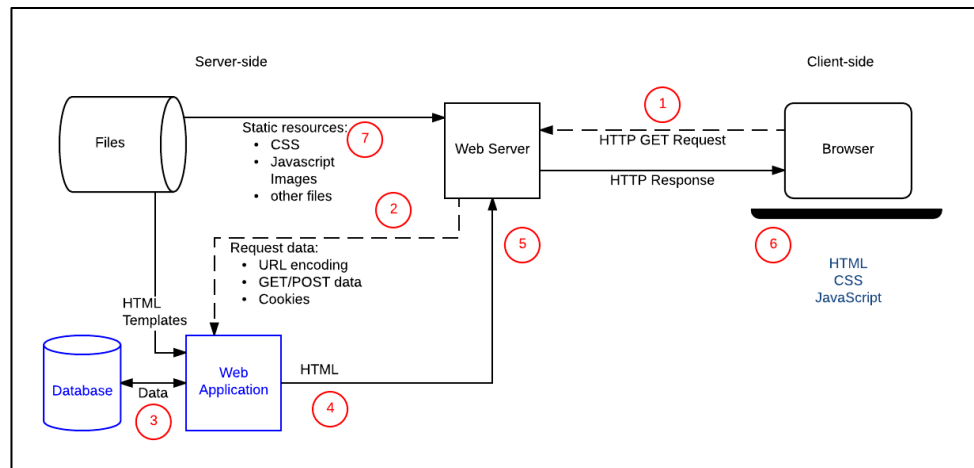 Server-side
Client-side
Files
Static resources:
7
• CSS
• Javascript
Images
• other files
Web Server
1
HTTP GET Request
HTTP Response
Browser
2
Request data:
• URL encoding
• GET/POST data
• Cookies
5
6
HTML
CSS
JavaScript
HTML
Templates
Database
Data
3
Web
Application
HTML
4